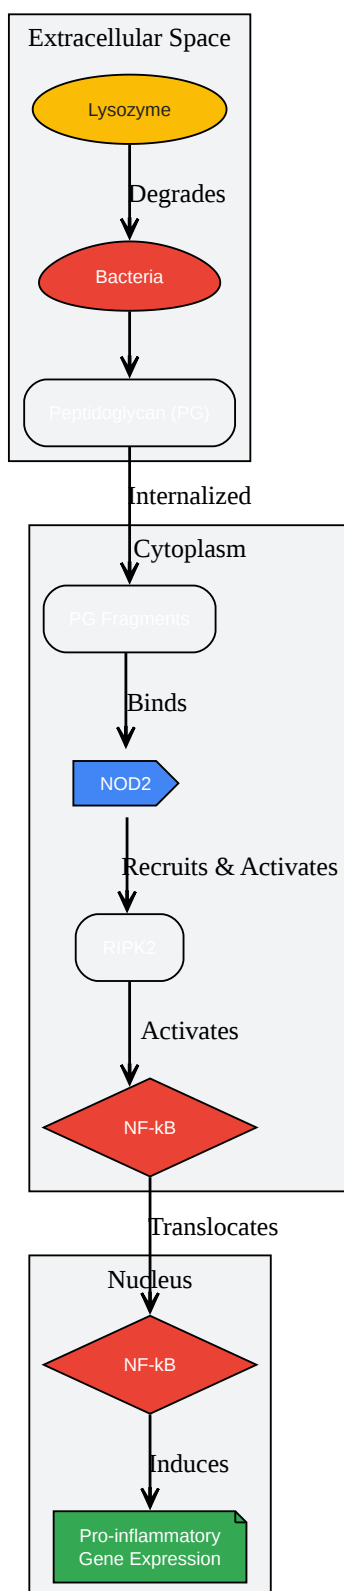 Extracellular Space
Lysozyme
Degrades
Bacteria
Peptidoglycan (PG)
Internalized
Cytoplasm
PG Fragments
Binds
NOD2
Recruits & Activates
RIPK2
Activates
NF-kB
Translocates
Nucleus
NF-kB
Induces
Pro-inflammatory
Gene Expression